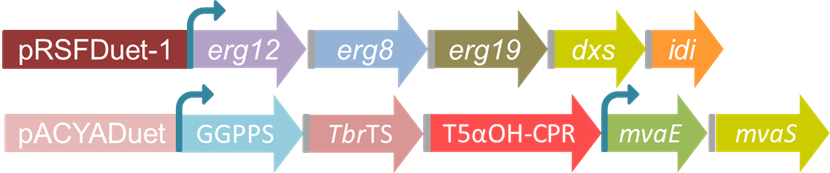 pRSFDuet-1 erg12 erg8 erg19 dxs idi
pACYADuet GGPPS TbrTS T5αOH-CPR mvaE mvaS